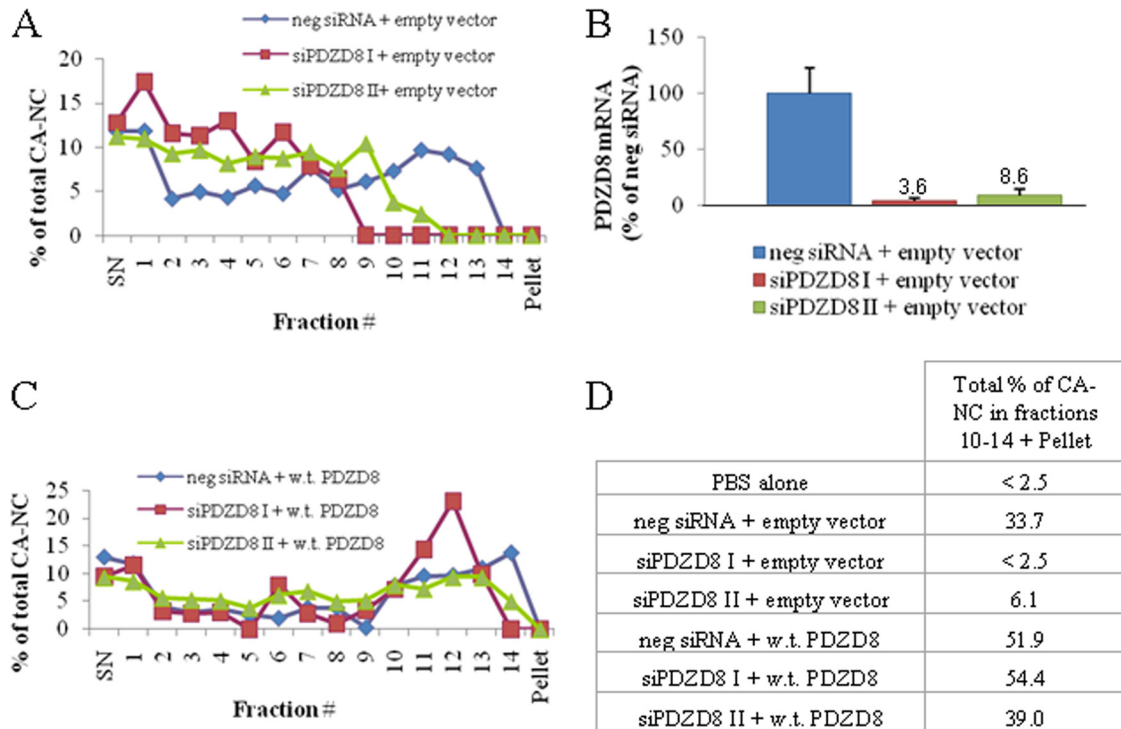 A
neg siRNA + empty vector
siPDZD8 I + empty vector
siPDZD8 II+ empty vector
% of total CA-NC
20
15
10
5
0
SN
1
2
3
4
5
6
7
8
9
10
11
12
13
14
Pellet
Fraction #
B
PDZD8 mRNA
(% of neg siRNA)
150
100
50
0
3.6
8.6
neg siRNA + empty vector
siPDZD8 I + empty vector
siPDZD8 II + empty vector
C
neg siRNA + w.t. PDZD8
siPDZD8 I + w.t. PDZD8
siPDZD8 II + w.t. PDZD8
% of total CA-NC
25
20
15
10
5
0
SN
1
2
3
4
5
6
7
8
9
10
11
12
13
14
Pellet
Fraction #
D
Total % of CA-
NC in fractions
10-14 + Pellet
PBS alone < 2.5
neg siRNA + empty vector 33.7
siPDZD8 I + empty vector < 2.5
siPDZD8 II + empty vector 6.1
neg siRNA + w.t. PDZD8 51.9
siPDZD8 I + w.t. PDZD8 54.4
siPDZD8 II + w.t. PDZD8 39.0